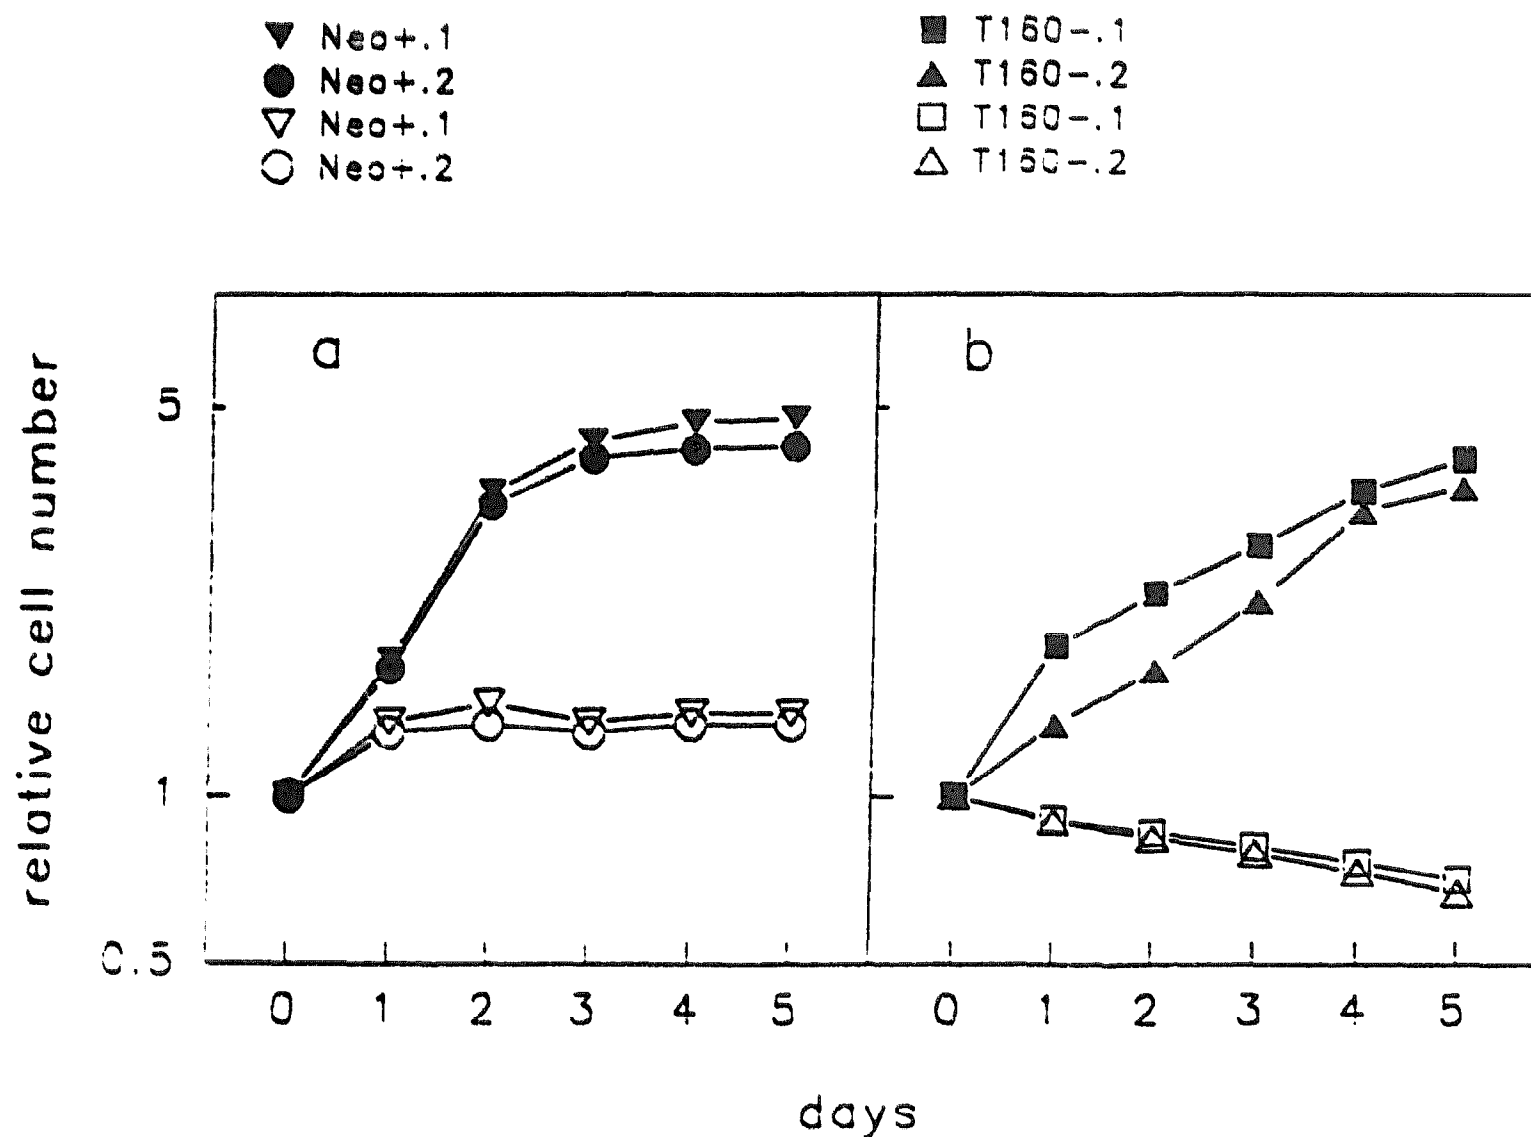 Neo+.1
Neo+.2
Neo+.1
Neo+.2
T160-.1
T160-.2
T160-.1
T160-.2
a
b
relative cell number
5
1
0.5
0 1 2 3 4 5
0 1 2 3 4 5
days